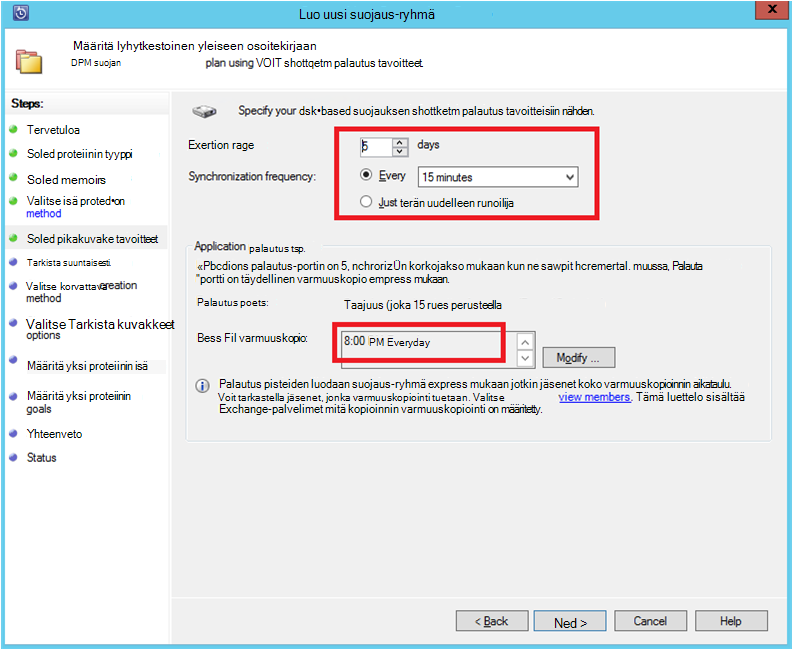 Luo uusi suojaus-ryhmä
X
Määritä lyhytkestoinen yleiseen osoitekirjaan
DPM suojan plan using VOIT shottqetm palautus tavoitteet.
Steps:
Tervetuloa
Soled proteiinin tyyppi
Soled memoirs
Valitse isä proted•on
method
Soled pikakuvake tavoitteet
Tarkista suuntaisesti.
Valitse korvattava creation
method
Valitse Tarkista kuvakkeet
options
Määritä yksi proteiinin isä
Määritä yksi proteiinin
goals
Yhteenveto
Status
Specify your dsk•based suojauksen shottketm palautus tavoitteisiin nähden.
Exertion rage
5
days
Synchronization frequency:
Every
15 minutes
Just terän uudelleen runoilija
Application palautus tsp.
«Pbcdions palautus-portin on 5, nchrorizÜn korkojakso mukaan kun ne sawpit hcremertal. muussa, Palauta
"portti on täydellinen varmuuskopio empress mukaan.
Palautus poets:
Taajuus (joka 15 rues perusteella
Bess Fil varmuuskopio:
8:00 PM Everyday
Modify ...
Palautus pisteiden luodaan suojaus-ryhmä express mukaan jotkin jäsenet koko varmuuskopioinnin aikataulu.
Voit tarkastella jäsenet, jonka varmuuskopiointi tuetaan. Valitse view members. Tämä luettelo sisältää
Exchange-palvelimet mitä kopioinnin varmuuskopiointi on määritetty.
< Back
Ned >
Cancel
Help